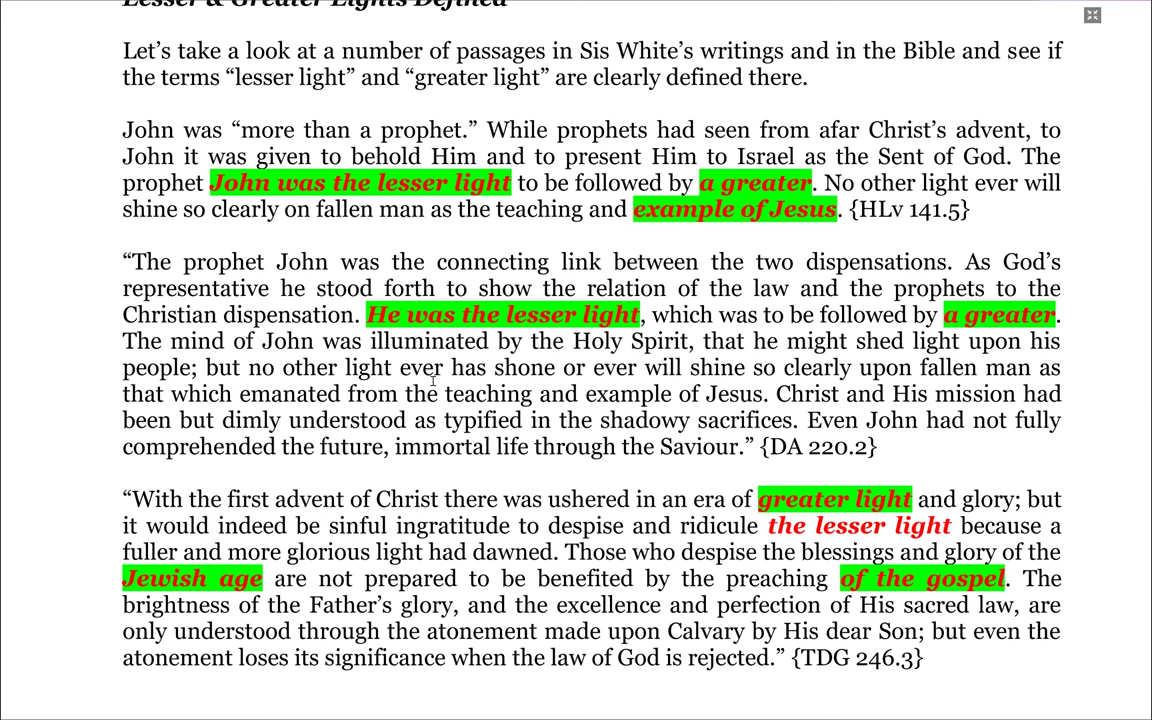 Lesser & Greater Lights Defined
Let’s take a look at a number of passages in Sis White’s writings and in the Bible and see if
the terms “lesser light” and “greater light” are clearly defined there.
John was “more than a prophet.” While prophets had seen from afar Christ’s advent, to
John it was given to behold Him and to present Him to Israel as the Sent of God. The
prophet John was the lesser light to be followed by a greater. No other light ever will
shine so clearly on fallen man as the teaching and example of Jesus. {HLv 141.5}
“The prophet John was the connecting link between the two dispensations. As God’s
representative he stood forth to show the relation of the law and the prophets to the
Christian dispensation. He was the lesser light, which was to be followed by a greater.
The mind of John was illuminated by the Holy Spirit, that he might shed light upon his
people; but no other light ever has shone or ever will shine so clearly upon fallen man as
that which emanated from the teaching and example of Jesus. Christ and His mission had
been but dimly understood as typified in the shadowy sacrifices. Even John had not fully
comprehended the future, immortal life through the Saviour.” {DA 220.2}
“With the first advent of Christ there was ushered in an era of greater light and glory; but
it would indeed be sinful ingratitude to despise and ridicule the lesser light because a
fuller and more glorious light had dawned. Those who despise the blessings and glory of the
Jewish age are not prepared to be benefited by the preaching of the gospel. The
brightness of the Father’s glory, and the excellence and perfection of His sacred law, are
only understood through the atonement made upon Calvary by His dear Son; but even the
atonement loses its significance when the law of God is rejected.” {TDG 246.3}